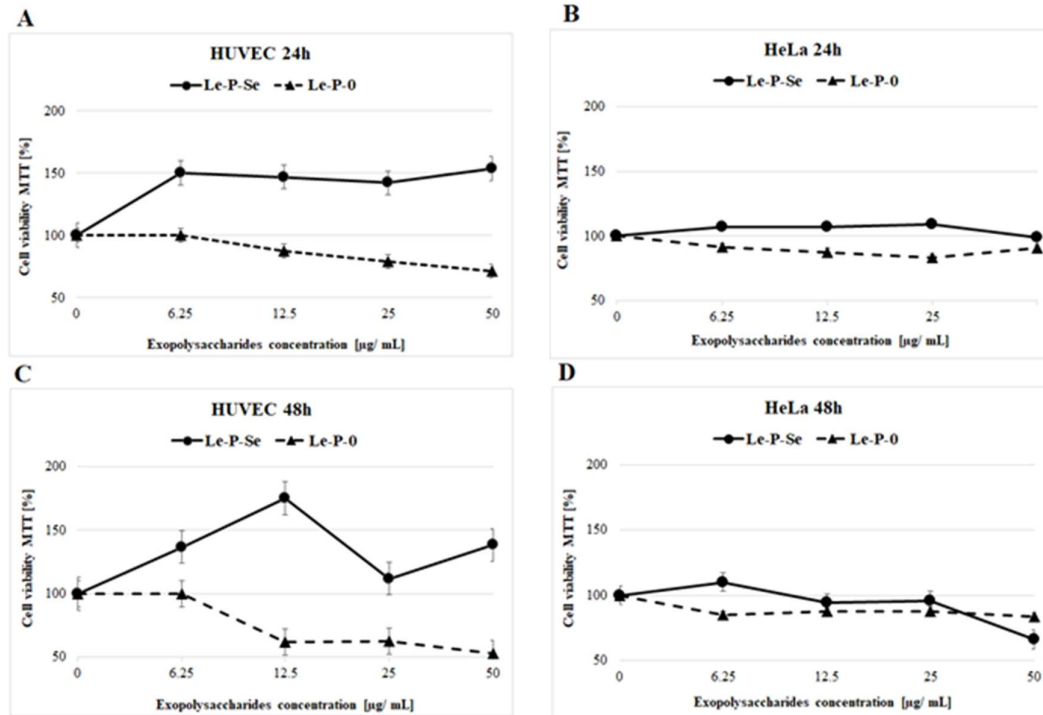 A
HUVEC 24h
Le-P-Se Le-P-0
Cell viability MTT [%]
200
150
100
50
0 6.25 12.5 25 50
Exopolysaccharides concentration [µg/ mL]
B
HeLa 24h
Le-P-Se Le-P-0
Cell viability MTT [%]
200
150
100
50
0 6.25 12.5 25
Exopolysaccharides concentration [µg/ mL]
C
HUVEC 48h
Le-P-Se Le-P-0
Cell viability MTT [%]
200
150
100
50
0 6.25 12.5 25 50
Exopolysaccharides concentration [µg/ mL]
D
HeLa 48h
Le-P-Se Le-P-0
Cell viability MTT [%]
200
150
100
50
0 6.25 12.5 25 50
Exopolysaccharides concentration [µg/ mL]